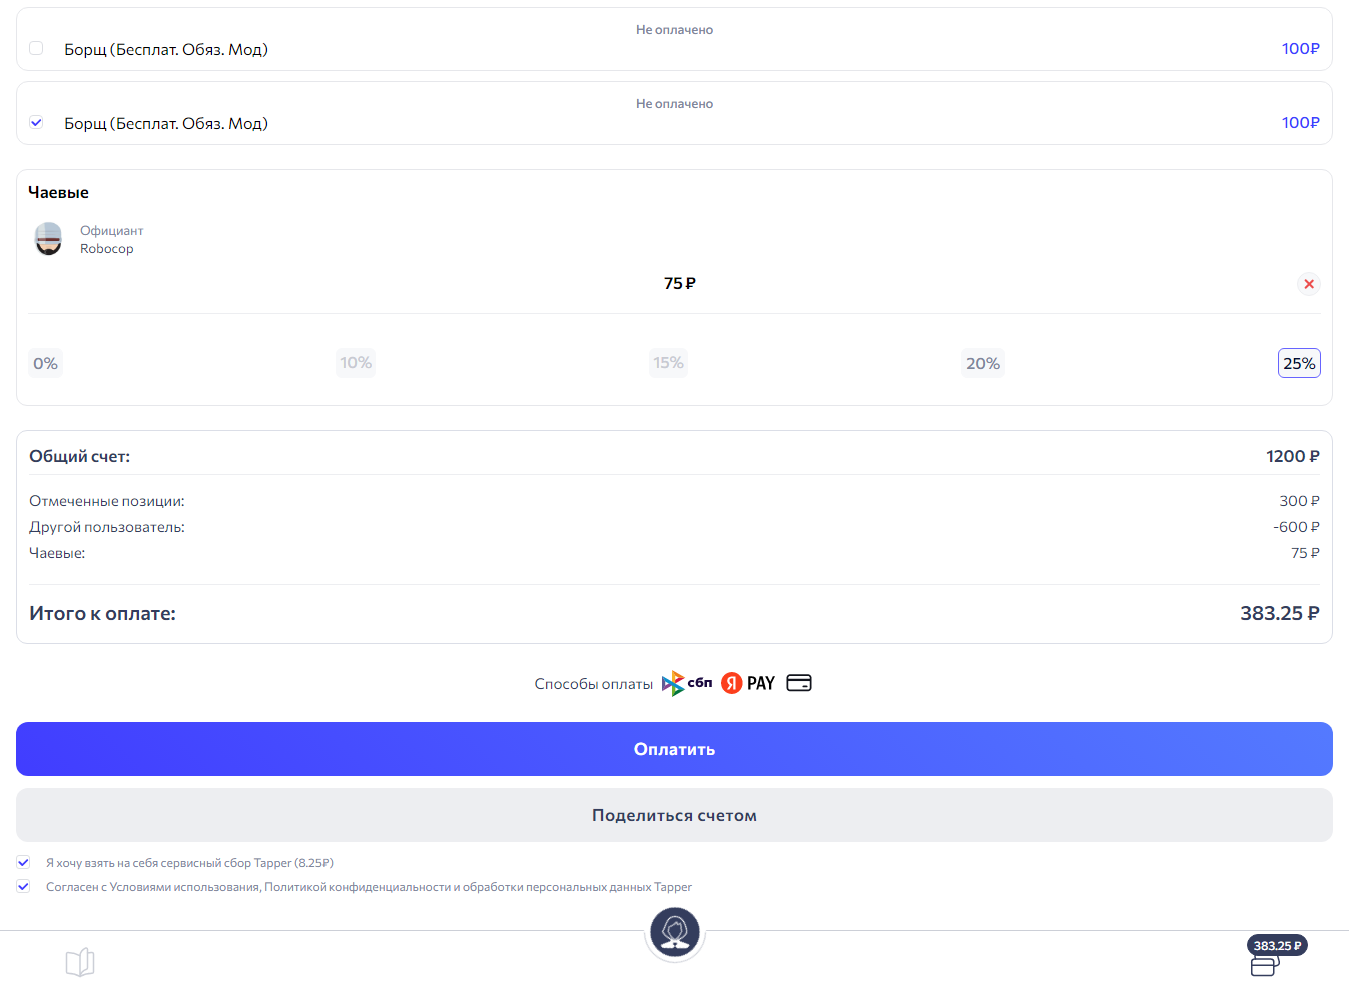 Не оплачено
Борщ (Бесплат. Обяз. Мод)
100₽
Не оплачено
Борщ (Бесплат. Обяз. Мод)
100₽
Чаевые
Официант
Robocop
75 ₽
0%
10%
15%
20%
25%
Общий счет:
1200 ₽
Отмеченные позиции:
300 ₽
Другой пользователь:
-600 ₽
Чаевые:
75 ₽
Итого к оплате:
383.25 ₽
Способы оплаты сбп Я PAY
Оплатить
Поделиться счетом
Я хочу взять на себя сервисный сбор Tapper (8.25₽)
Согласен с Условиями использования, Политикой конфиденциальности и обработки персональных данных Tapper
383.25 ₽